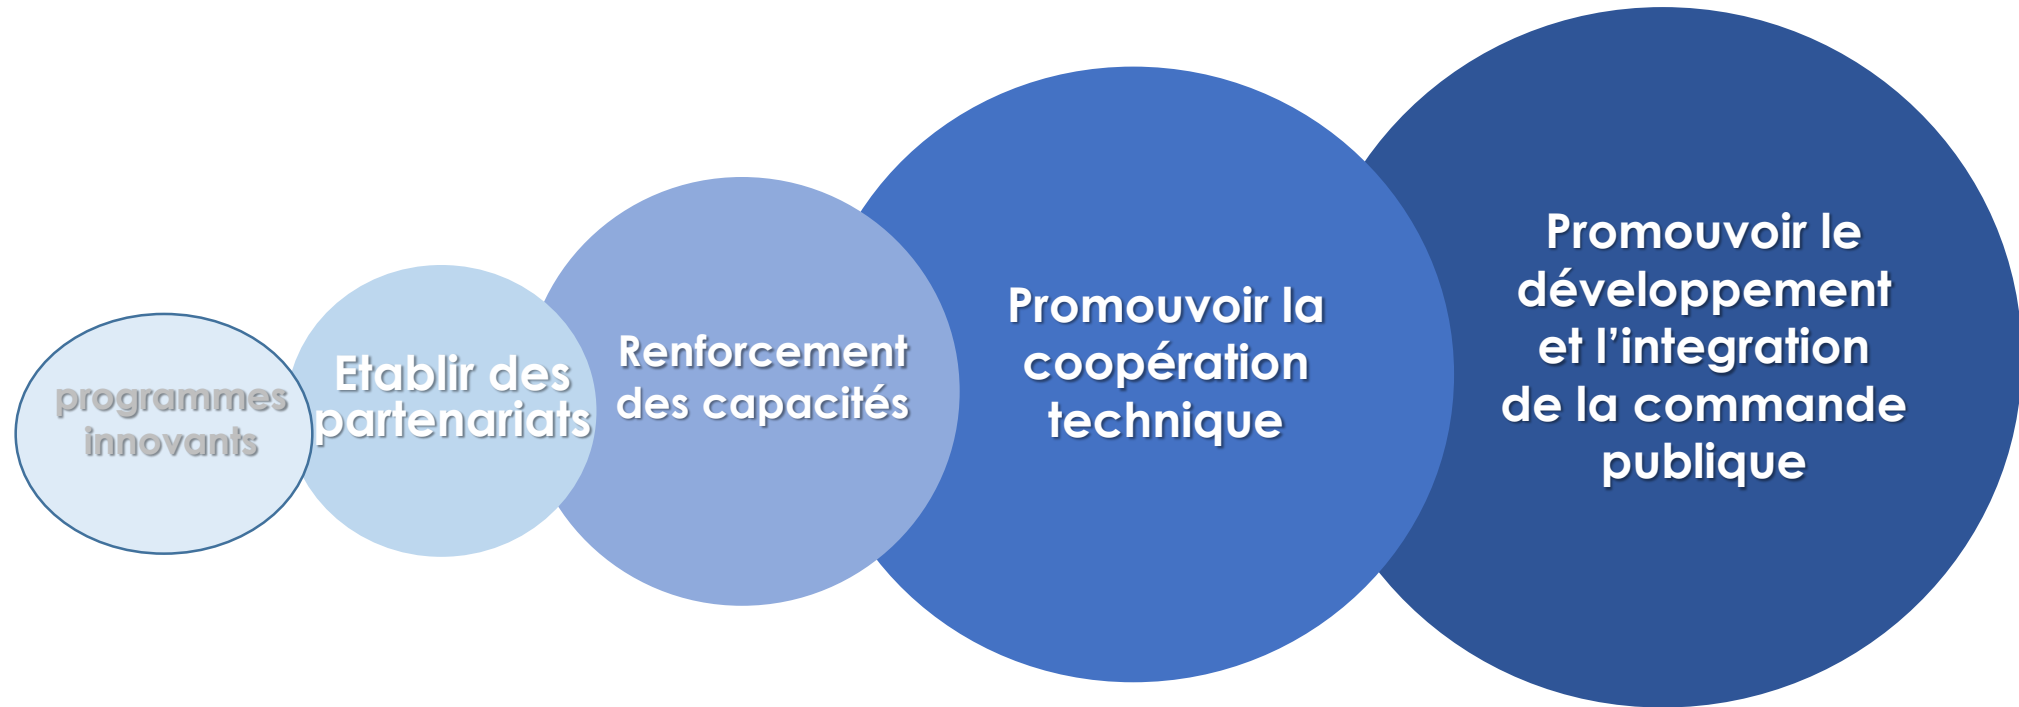 programmes
innovants
Etablir des
partenariats
Renforcement
des capacités
Promouvoir la
coopération
technique
Promouvoir le
développement
et l’integration
de la commande
publique